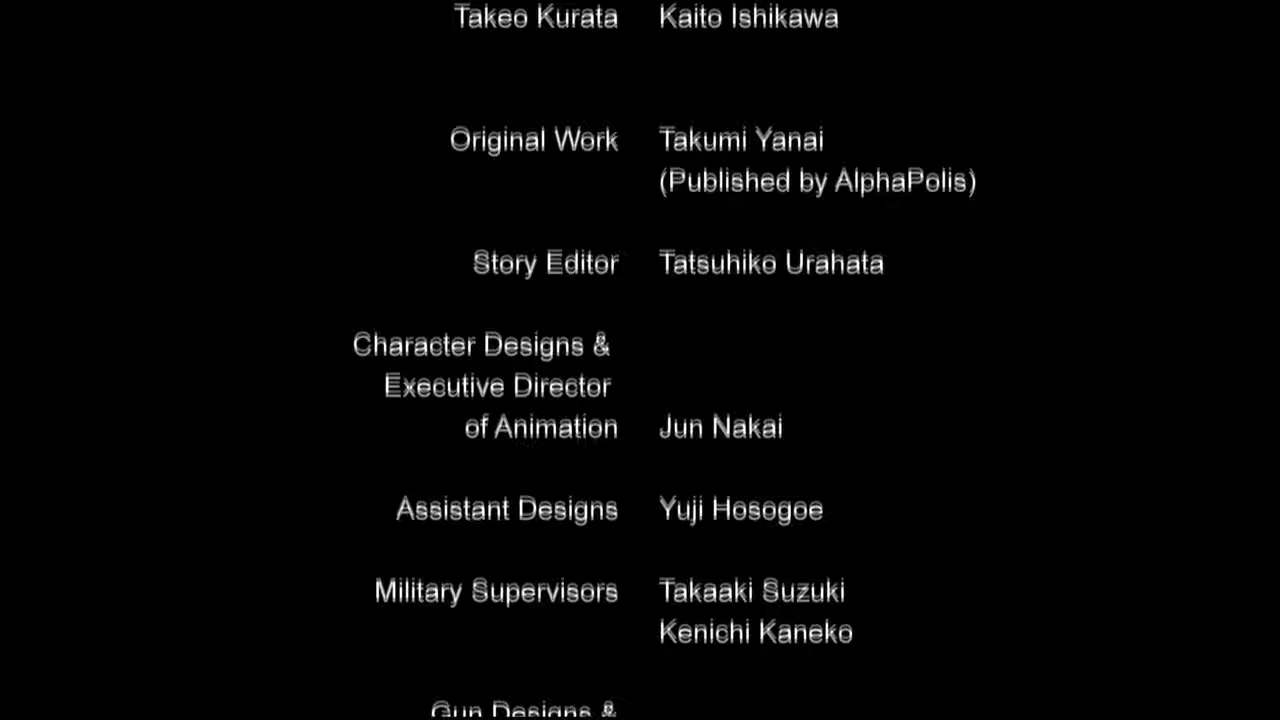 Takeo Kurata Kaito Ishikawa
Original Work Takumi Yanai
(Published by AlphaPolis)
Story Editor Tatsuhiko Urahata
Character Designs &
Executive Director
of Animation Jun Nakai
Assistant Designs Yuji Hosogoe
Military Supervisors Takaaki Suzuki
Kenichi Kaneko
Gun Designs &